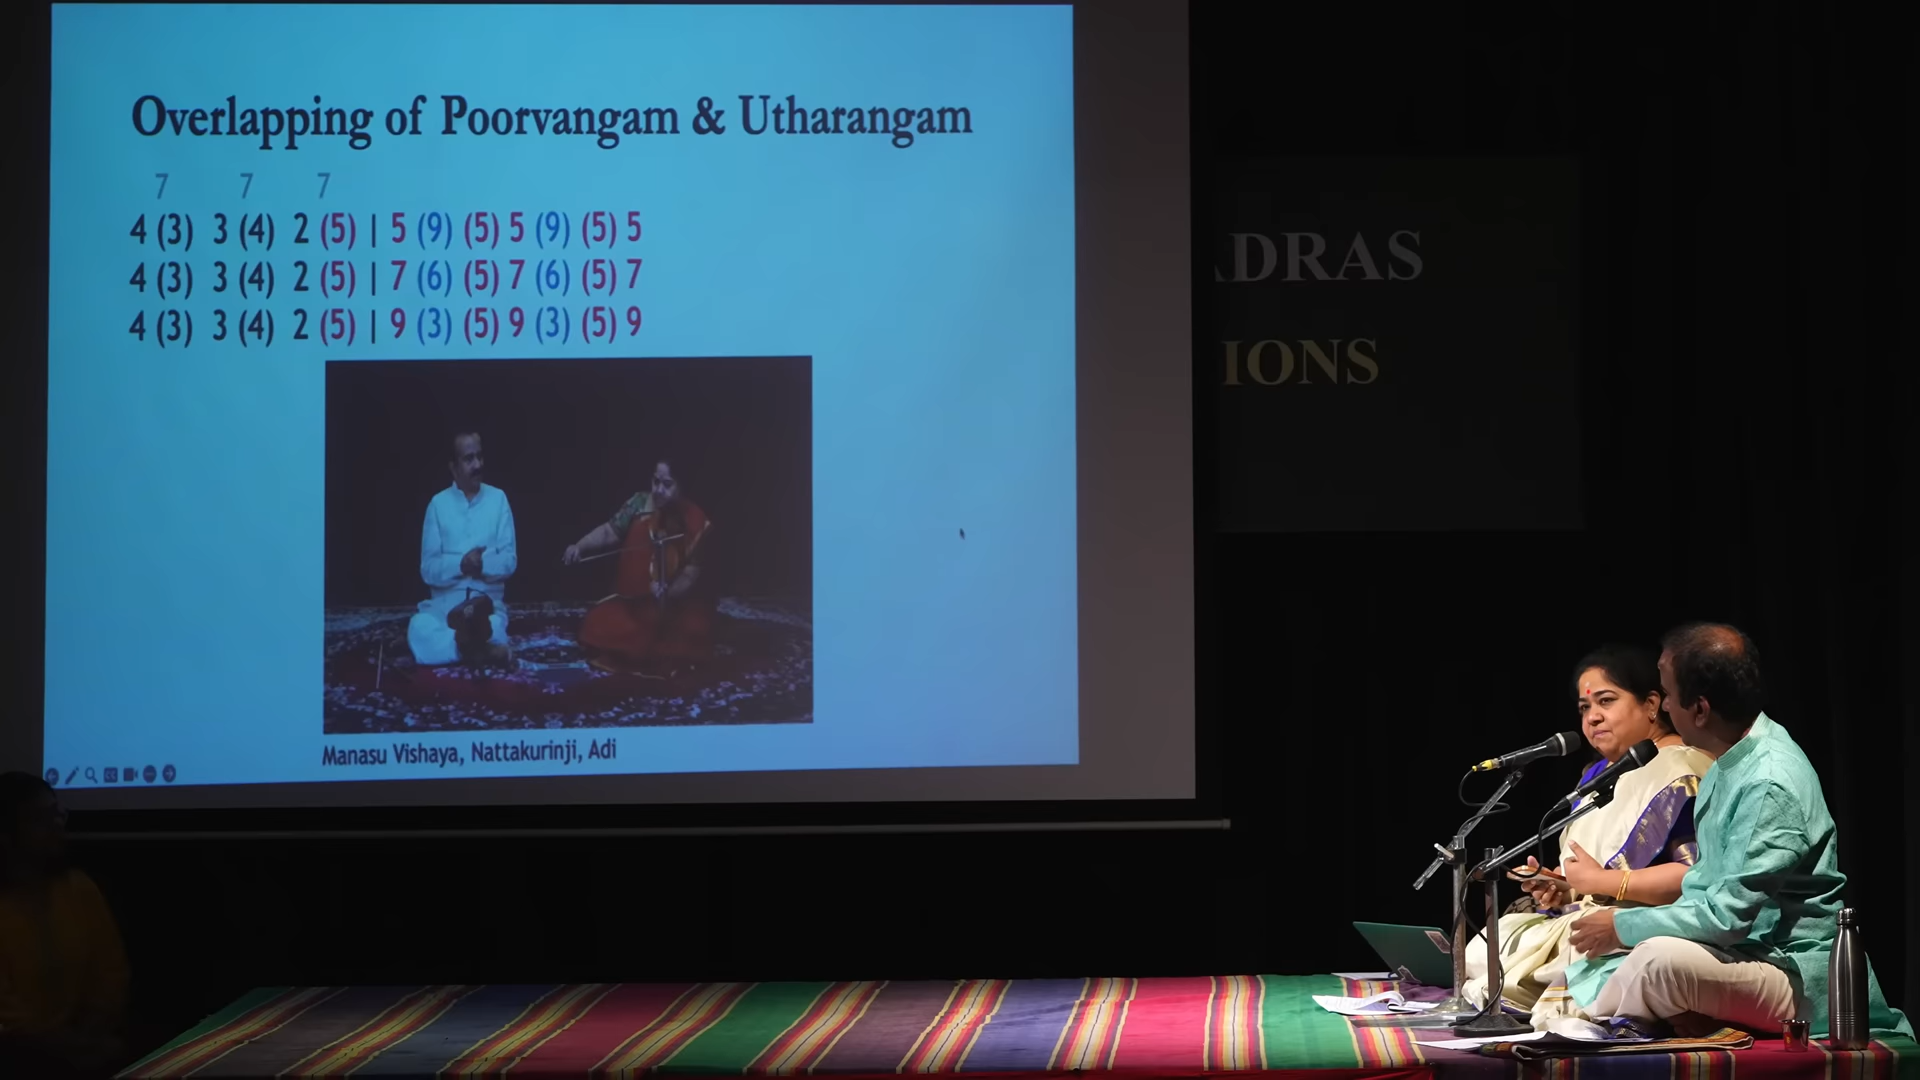 Overlapping of Poorvangam & Utharangam
7 7 7
4 (3) 3 (4) 2 (5) | 5 (9) (5) 5 (9) (5) 5
4 (3) 3 (4) 2 (5) | 7 (6) (5) 7 (6) (5) 7
4 (3) 3 (4) 2 (5) | 9 (3) (5) 9 (3) (5) 9
Manasu Vishaya, Nattakurinji, Adi
DRAS
IONS